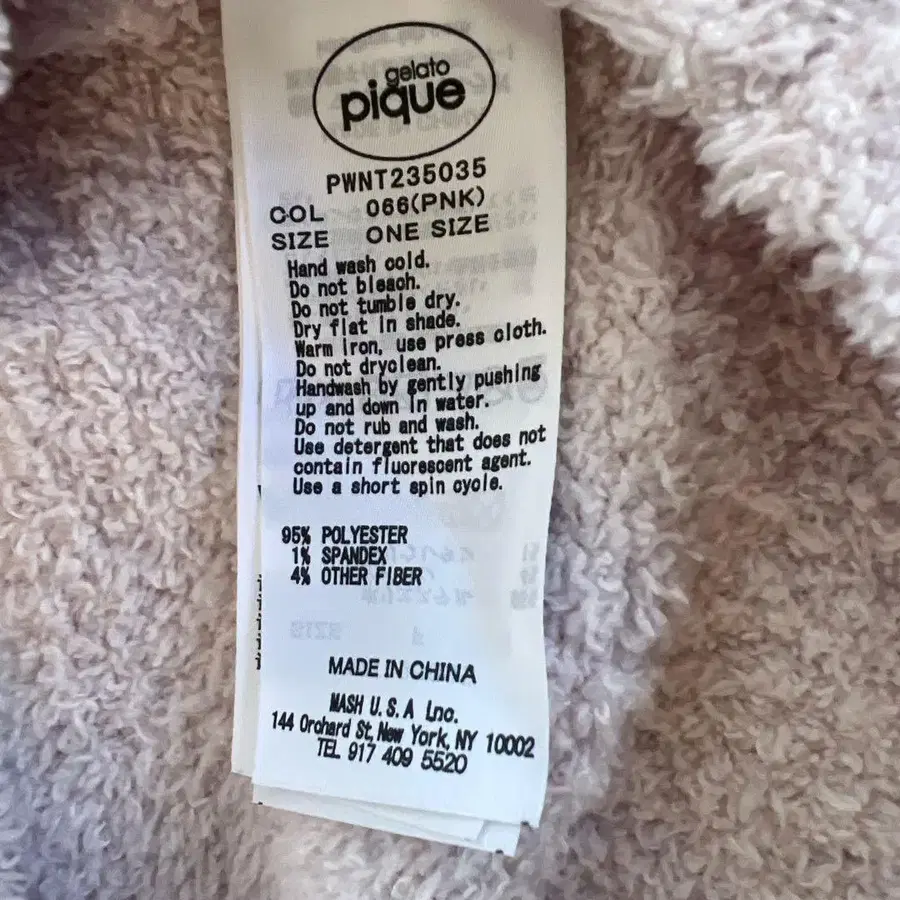 gelato
pique
PWNT235035
COL 066(PNK)
SIZE ONE SIZE
Hand wash cold.
Do not bleach.
Do not tumble dry.
Dry flat in shade.
Warm iron, use press cloth.
Do not dryclean.
Handwash by gently pushing
up and down in water.
Do not rub and wash.
Use detergent that does not
contain fluorescent agent.
Use a short spin cycle.
95% POLYESTER
1% SPANDEX
4% OTHER FIBER
MADE IN CHINA
MASH U.S.A Lnc.
144 Orchard St, New York, NY 10002
TEL 917 409 5520